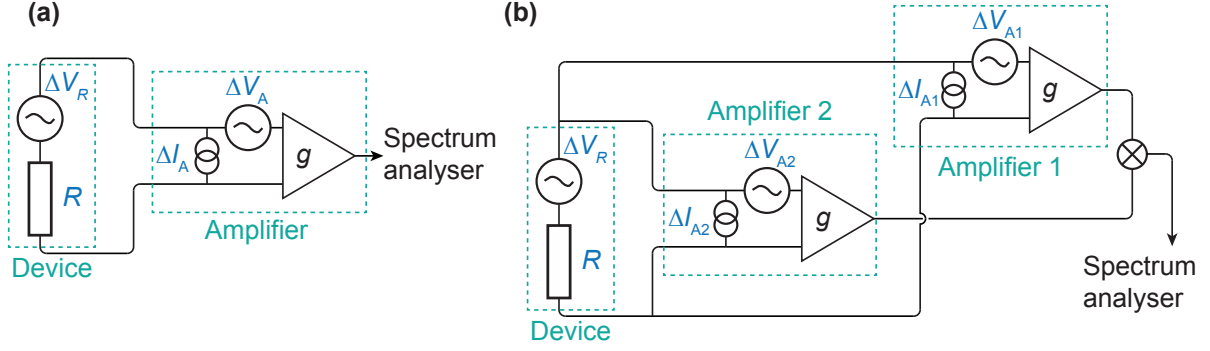 (a)
ΔV_R
R
Device
ΔV_A
ΔI_A
g
Amplifier
Spectrum
analyser
(b)
ΔV_R
R
Device
Amplifier 2
ΔV_A2
ΔI_A2
g
ΔV_A1
ΔI_A1
g
Amplifier 1
Spectrum
analyser